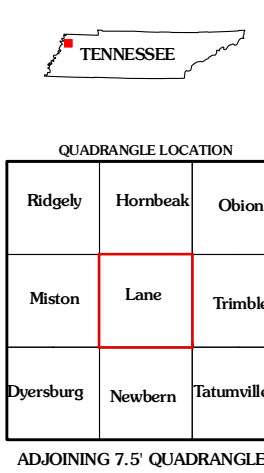 TENNESSEE
QUADRANGLE LOCATION
Ridgely Hornbeak Obion
Miston Lane Trimble
Dyersburg Newbern Tatumville
ADJOINING 7.5' QUADRANGLE